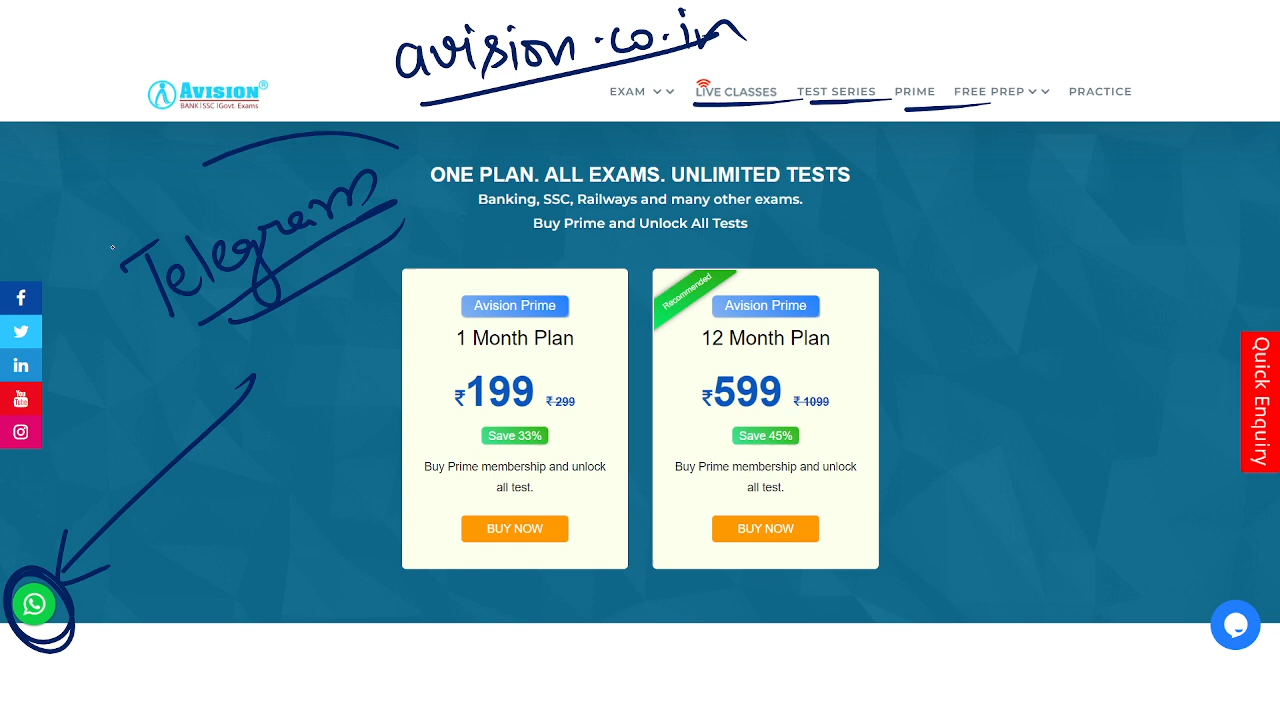 avision.co.in
AVISION®
BANK|SSC|Govt. Exams
EXAM
LIVE CLASSES
TEST SERIES
PRIME
FREE PREP
PRACTICE
Telegram
ONE PLAN. ALL EXAMS. UNLIMITED TESTS
Banking, SSC, Railways and many other exams.
Buy Prime and Unlock All Tests
Avision Prime
1 Month Plan
₹199 ₹ 299
Save 33%
Buy Prime membership and unlock
all test.
BUY NOW
Recommended
Avision Prime
12 Month Plan
₹599 ₹ 1099
Save 45%
Buy Prime membership and unlock
all test.
BUY NOW
You
Tube
Quick Enquiry